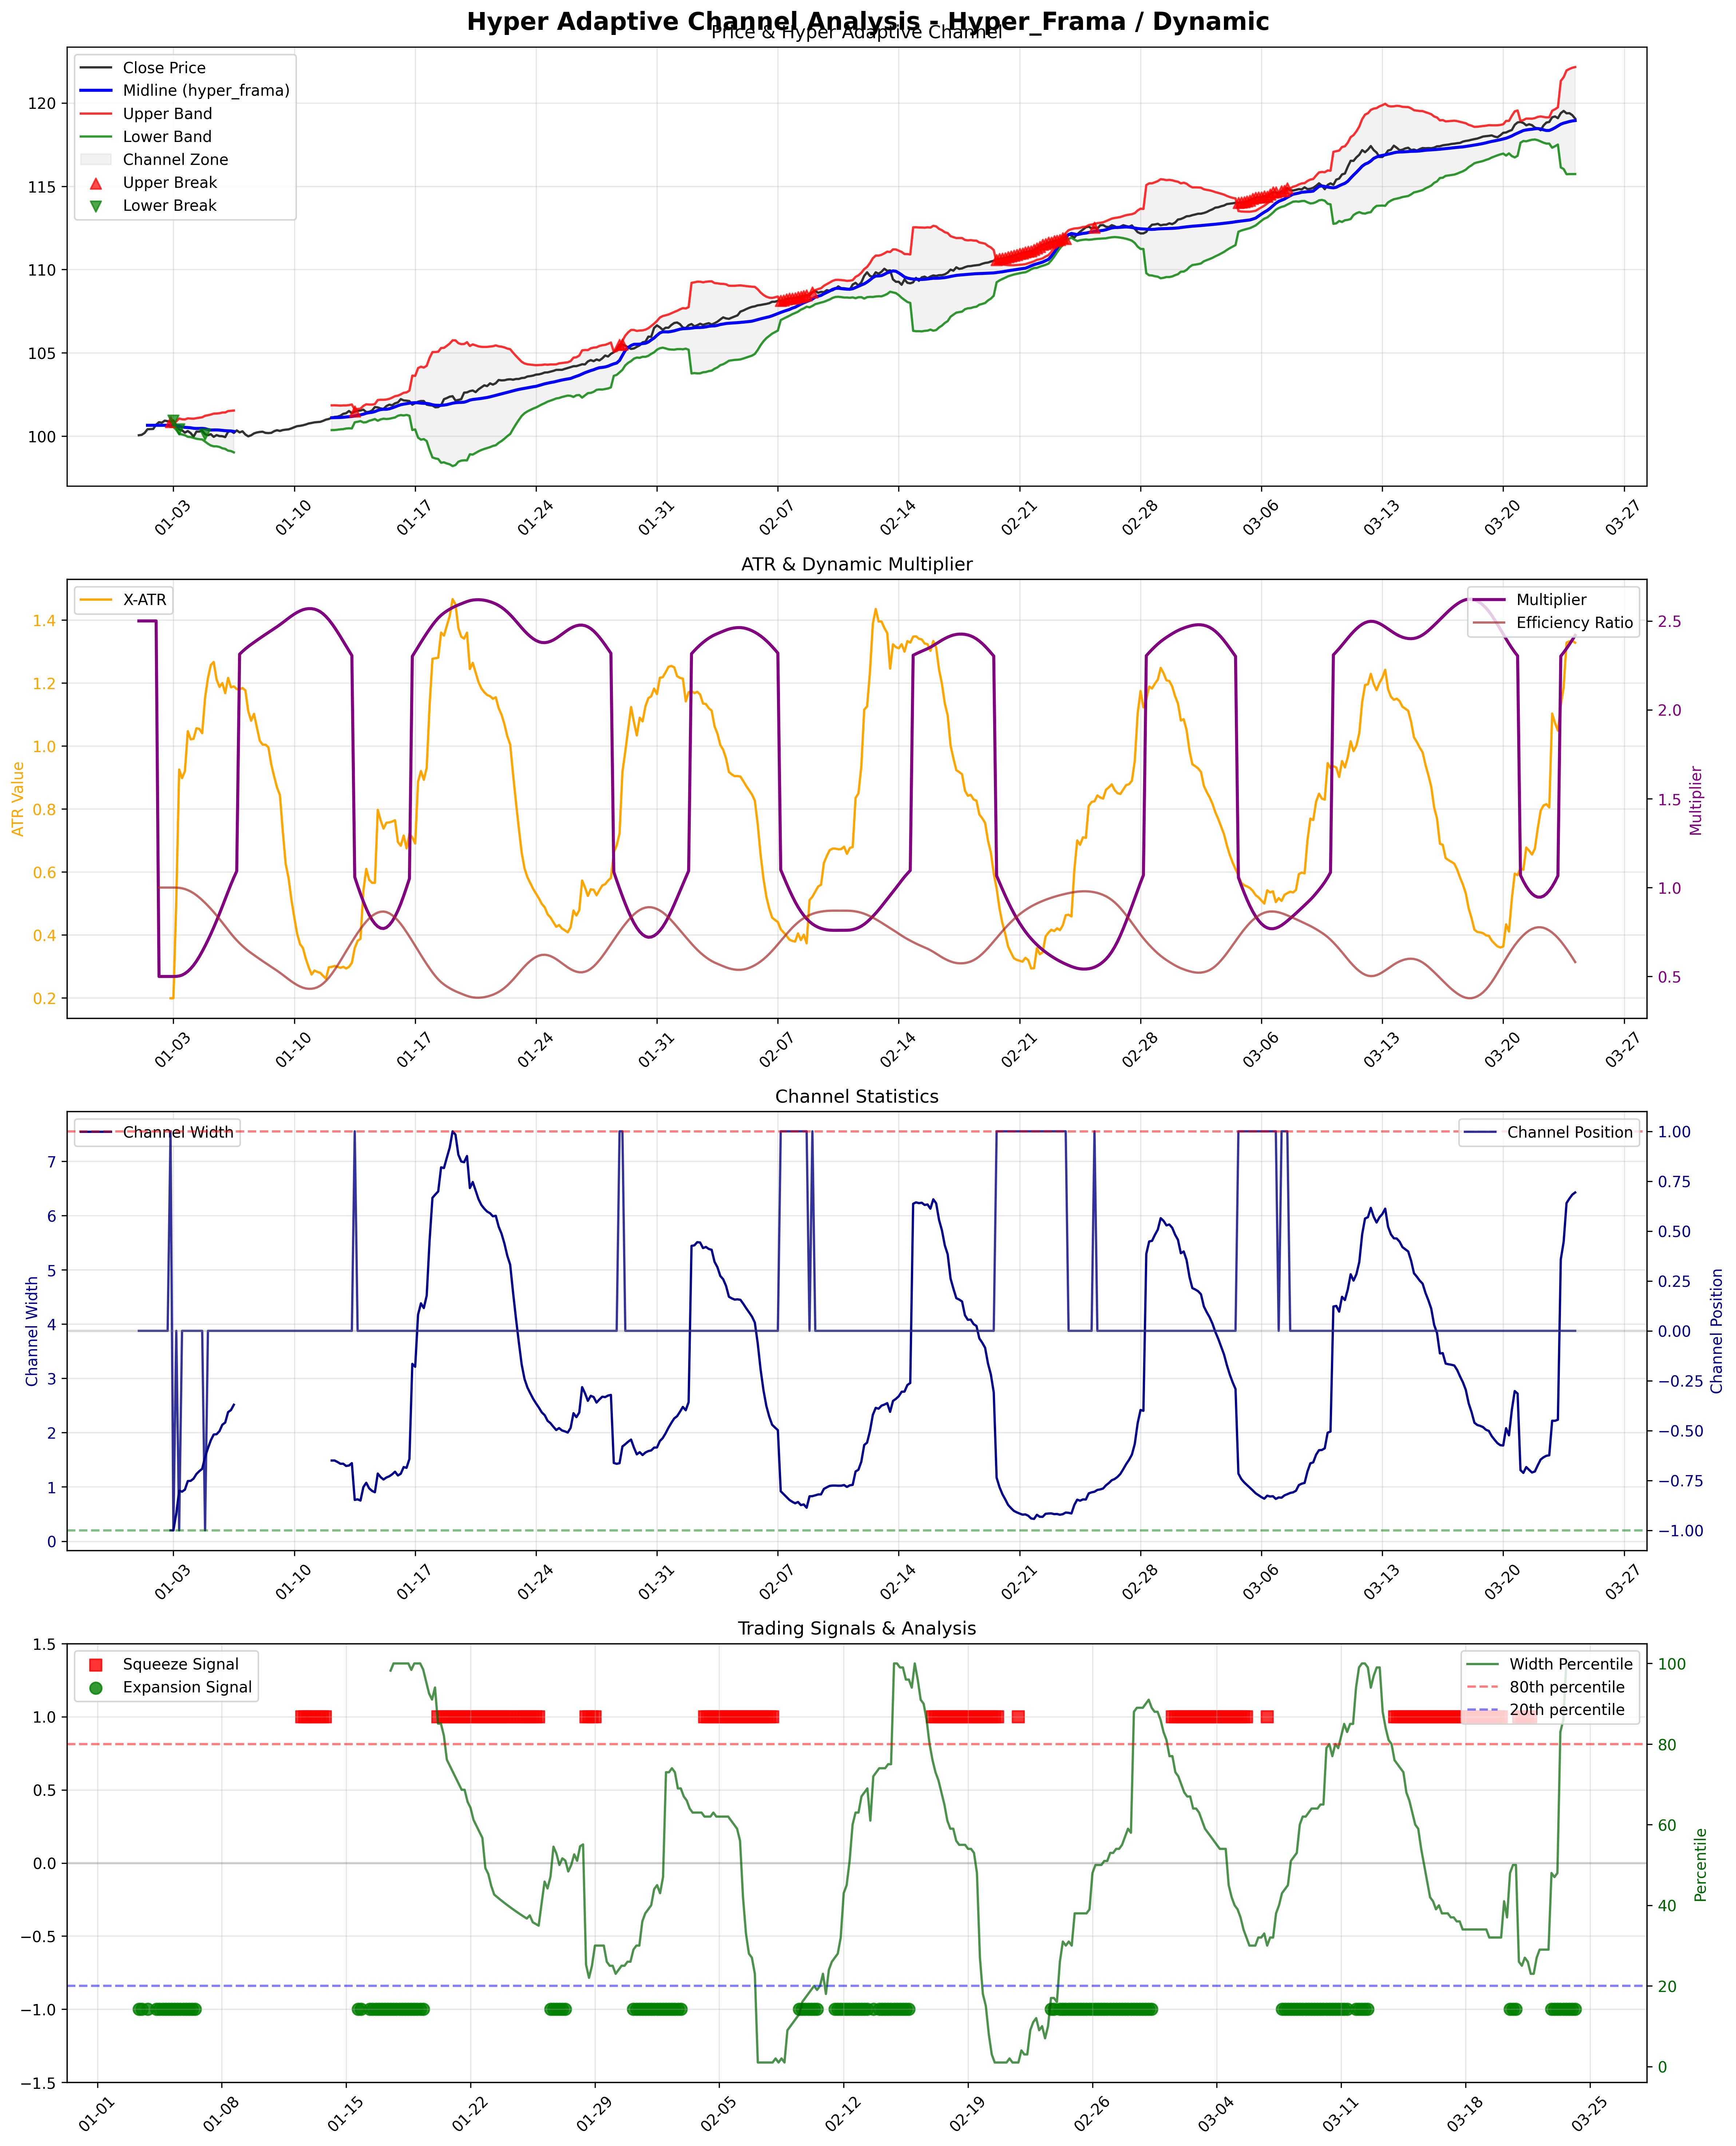 Hyper Adaptive Channel Analysis - Hyper_Frama / Dynamic
Price & Hyper Adaptive Channel
Close Price
Midline (hyper_frama)
Upper Band
Lower Band
Channel Zone
Upper Break
Lower Break
120
115
110
105
100
01-03 01-10 01-17 01-24 01-31 02-07 02-14 02-21 02-28 03-06 03-13 03-20 03-27
ATR & Dynamic Multiplier
X-ATR
Multiplier
Efficiency Ratio
ATR Value
1.4
1.2
1.0
0.8
0.6
0.4
0.2
2.5
2.0
1.5
1.0
0.5
Multiplier
01-03 01-10 01-17 01-24 01-31 02-07 02-14 02-21 02-28 03-06 03-13 03-20 03-27
Channel Statistics
Channel Width
Channel Position
Channel Width
7
6
5
4
3
2
1
0
1.00
0.75
0.50
0.25
0.00
−0.25
−0.50
−0.75
−1.00
Channel Position
01-03 01-10 01-17 01-24 01-31 02-07 02-14 02-21 02-28 03-06 03-13 03-20 03-27
Trading Signals & Analysis
Squeeze Signal
Expansion Signal
Width Percentile
80th percentile
20th percentile
1.5
1.0
0.5
0.0
−0.5
−1.0
−1.5
100
80
60
40
20
0
Percentile
01-01 01-08 01-15 01-22 01-29 02-05 02-12 02-19 02-26 03-04 03-11 03-18 03-25